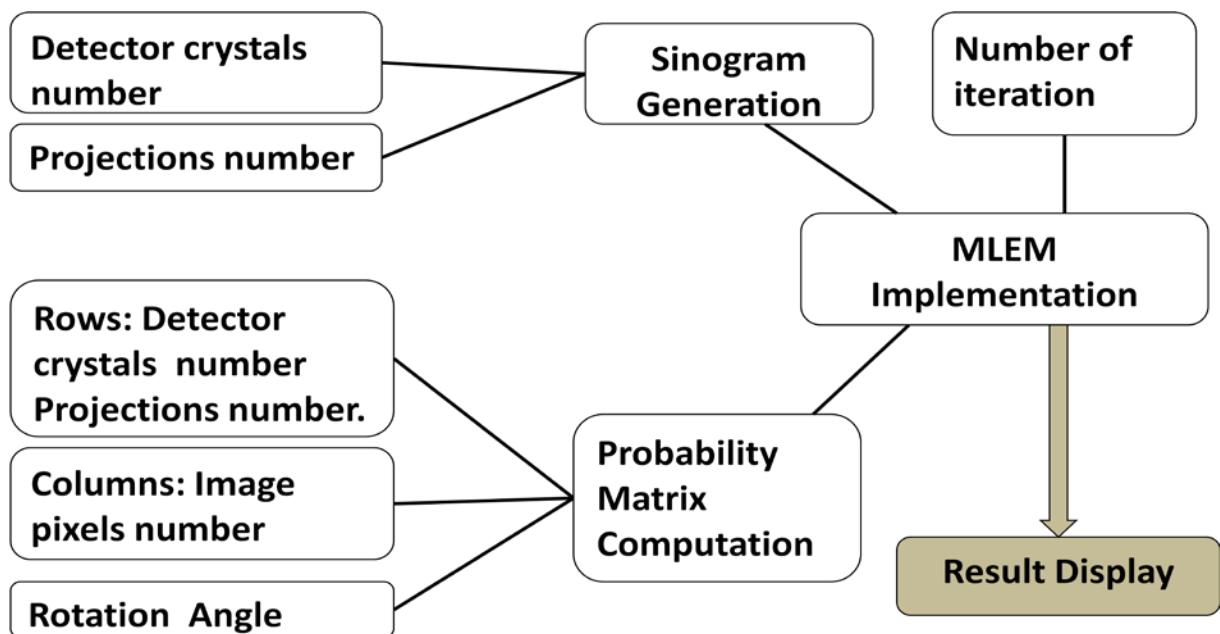 Detector crystals
number
Projections number
Sinogram
Generation
Number of
iteration
MLEM
Implementation
Rows: Detector
crystals number
Projections number.
Columns: Image
pixels number
Rotation Angle
Probability
Matrix
Computation
Result Display